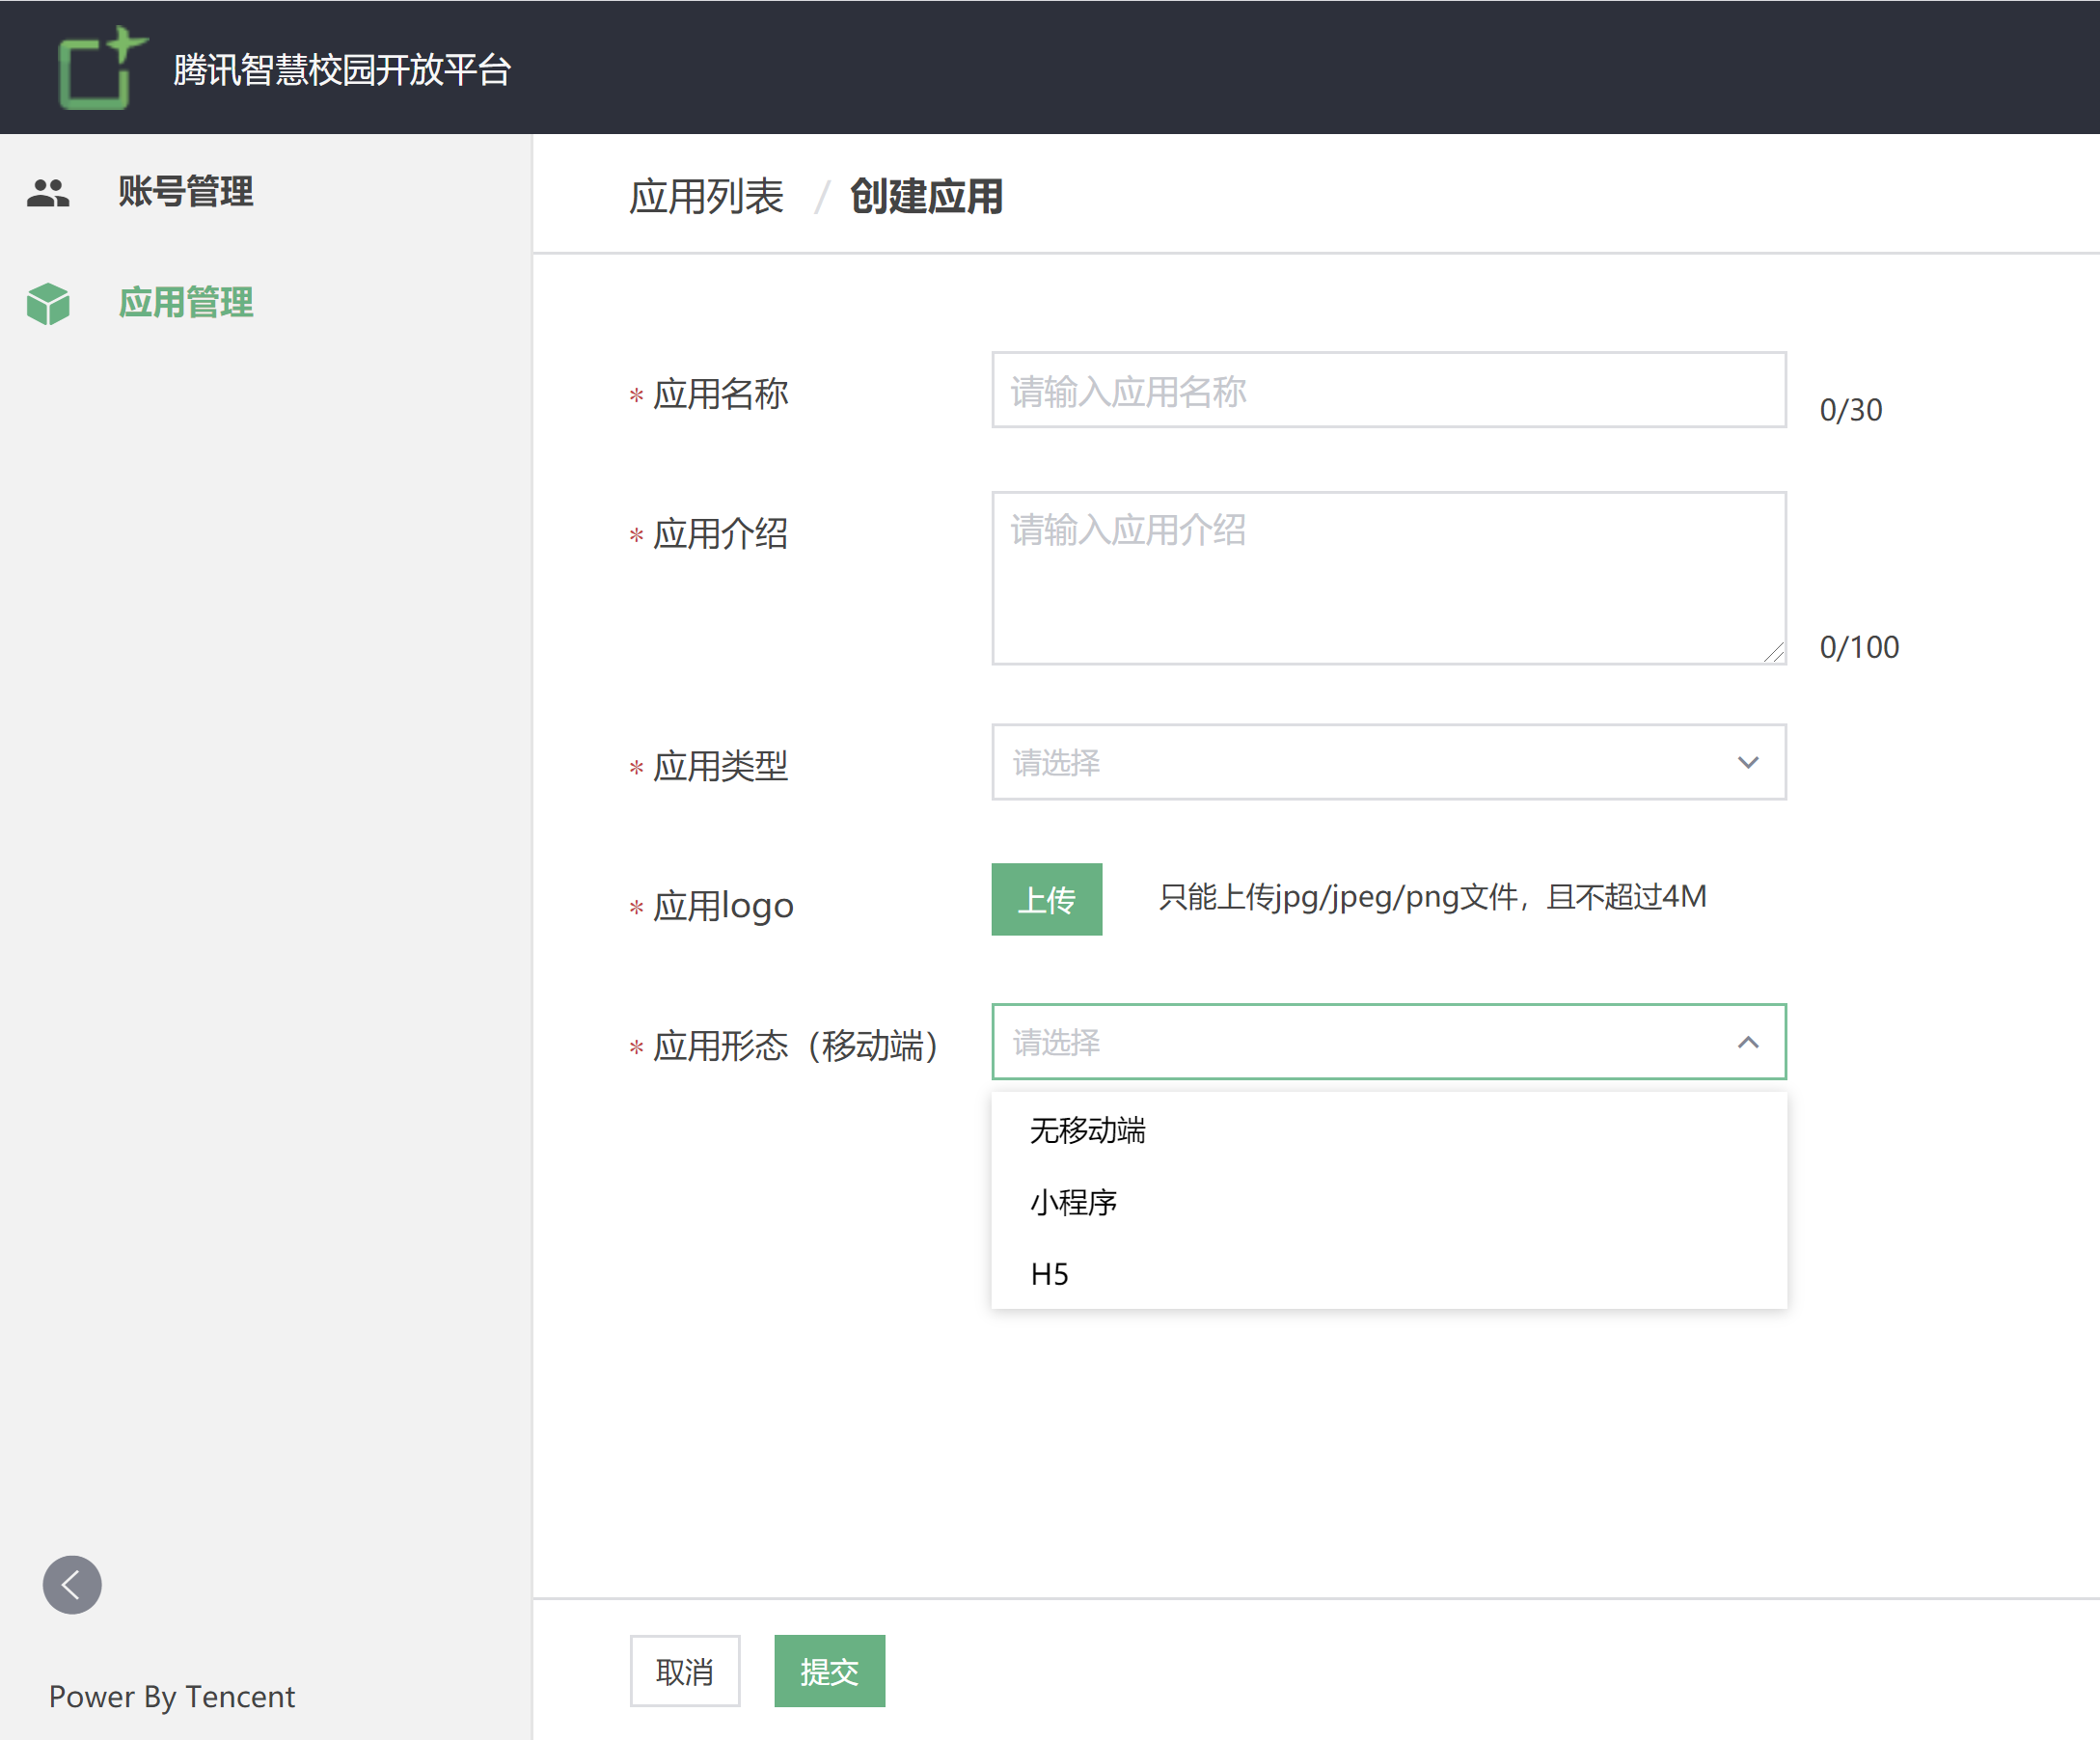 腾讯智慧校园开放平台
账号管理
应用管理
应用列表 / 创建应用
* 应用名称
请输入应用名称
0/30
* 应用介绍
请输入应用介绍
0/100
* 应用类型
请选择
* 应用logo
上传
只能上传jpg/jpeg/png文件，且不超过4M
* 应用形态（移动端）
请选择
无移动端
小程序
H5
取消
提交
Power By Tencent